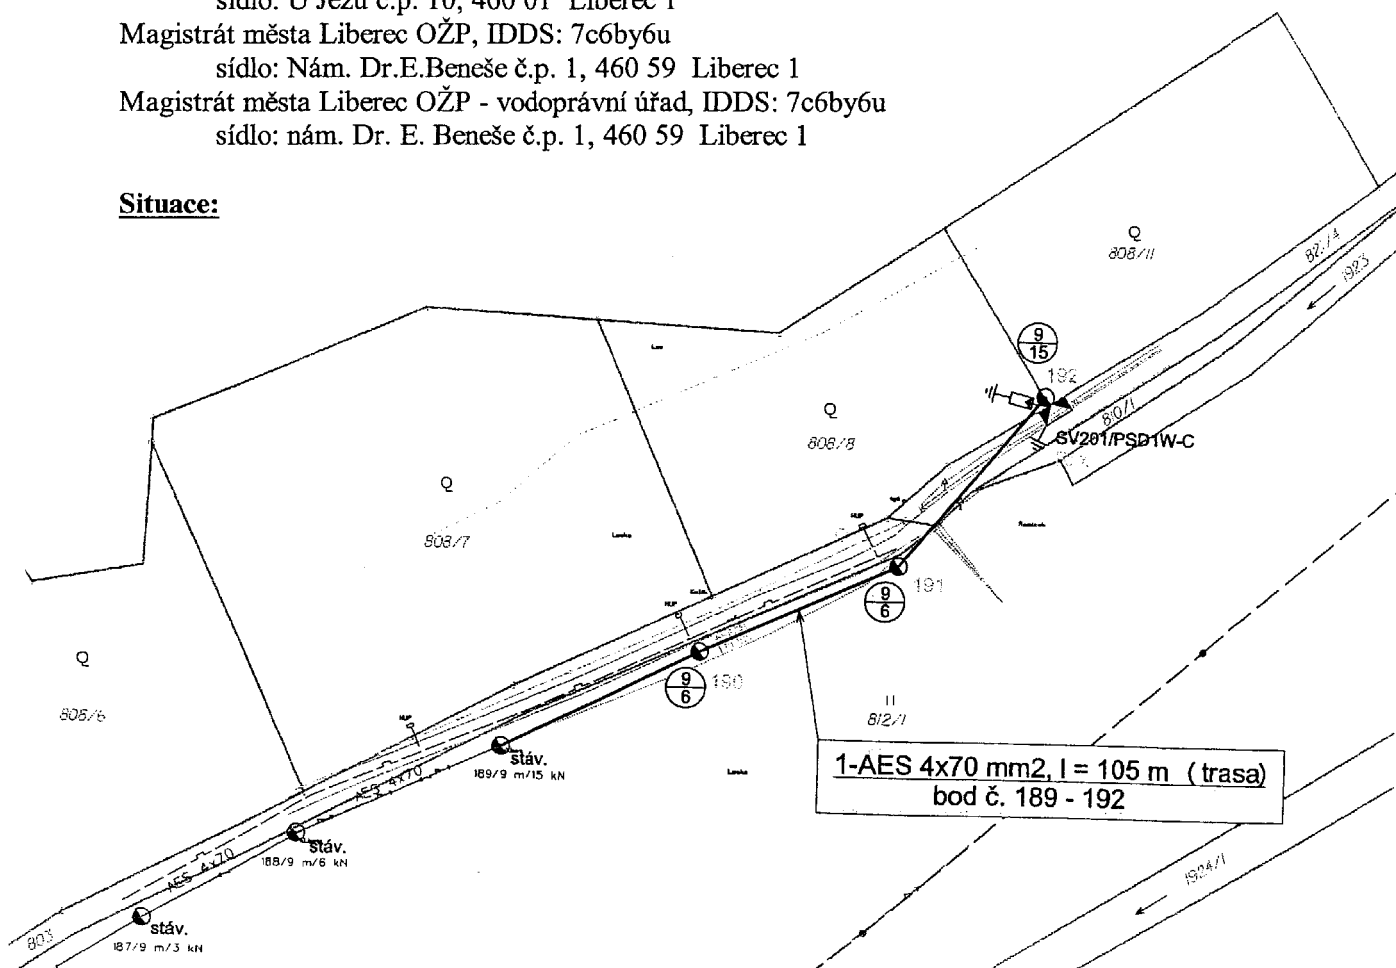 sídlo: U Jezu č.p. 10, 460 01 Liberec 1
Magistrát města Liberec OŽP, IDDS: 7c6by6u
sídlo: Nám. Dr.E.Beneše č.p. 1, 460 59 Liberec 1
Magistrát města Liberec OŽP - vodoprávní úřad, IDDS: 7c6by6u
sídlo: nám. Dr. E. Beneše č.p. 1, 460 59 Liberec 1
Situace:
Q
808/11
1923
9
15
192
Q
808/8
810/1
SV201/PSD1W-C
Q
808/7
Louka
HUP
191
9
6
HUP
Q
808/6
9
6
190
II
812/1
HUP
stáv.
189/9 m/15 kN
AES 4x70
Louka
1-AES 4x70 mm2, l = 105 m ( trasa)
bod č. 189 - 192
stáv.
188/9 m/6 kN
AES 4x70
1924/1
stáv.
187/9 m/3 kN
803